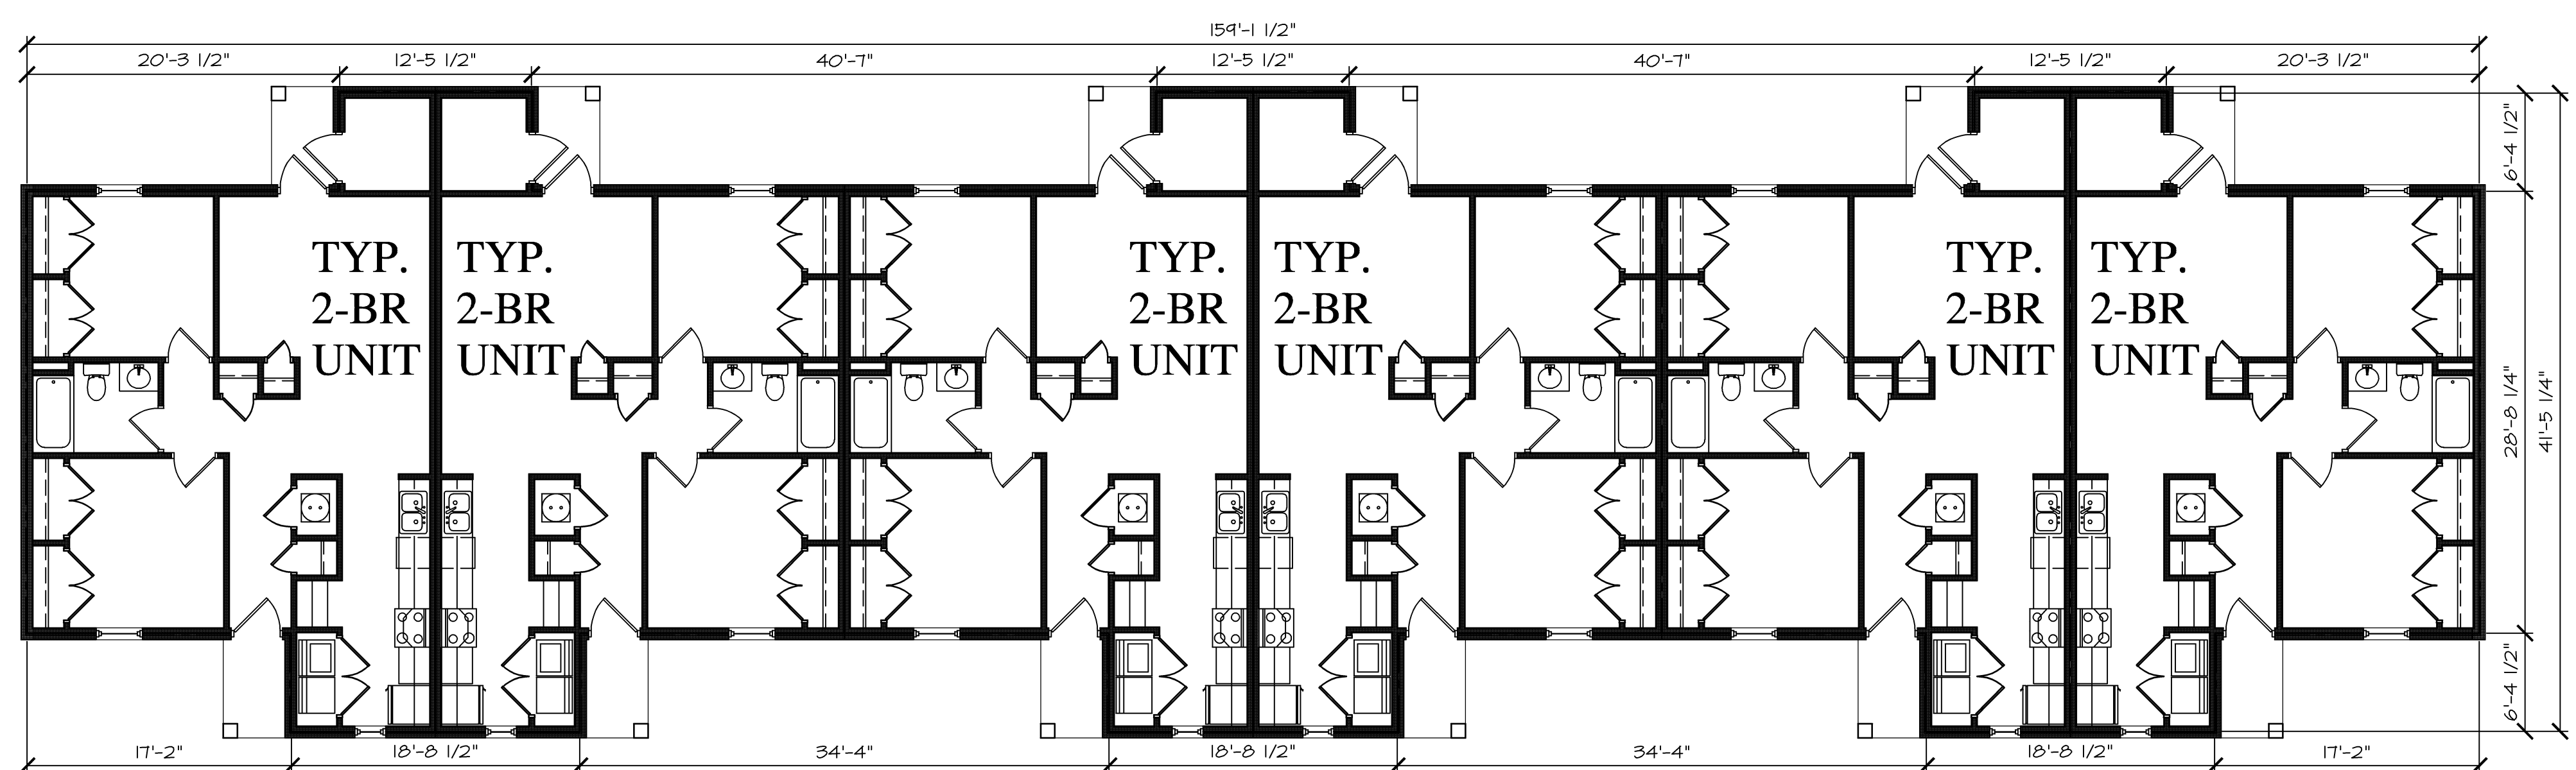 159'-1 1/2"
20'-3 1/2" 12'-5 1/2" 40'-7" 12'-5 1/2" 40'-7" 12'-5 1/2" 20'-3 1/2"
6'-4 1/2"
TYP. TYP. TYP. TYP. TYP. TYP.
2-BR 2-BR 2-BR 2-BR 2-BR 2-BR
UNIT UNIT UNIT UNIT UNIT UNIT
28'-8 1/4"
41'-5 1/4"
6'-4 1/2"
17'-2" 18'-8 1/2" 34'-4" 18'-8 1/2" 34'-4" 18'-8 1/2" 17'-2"